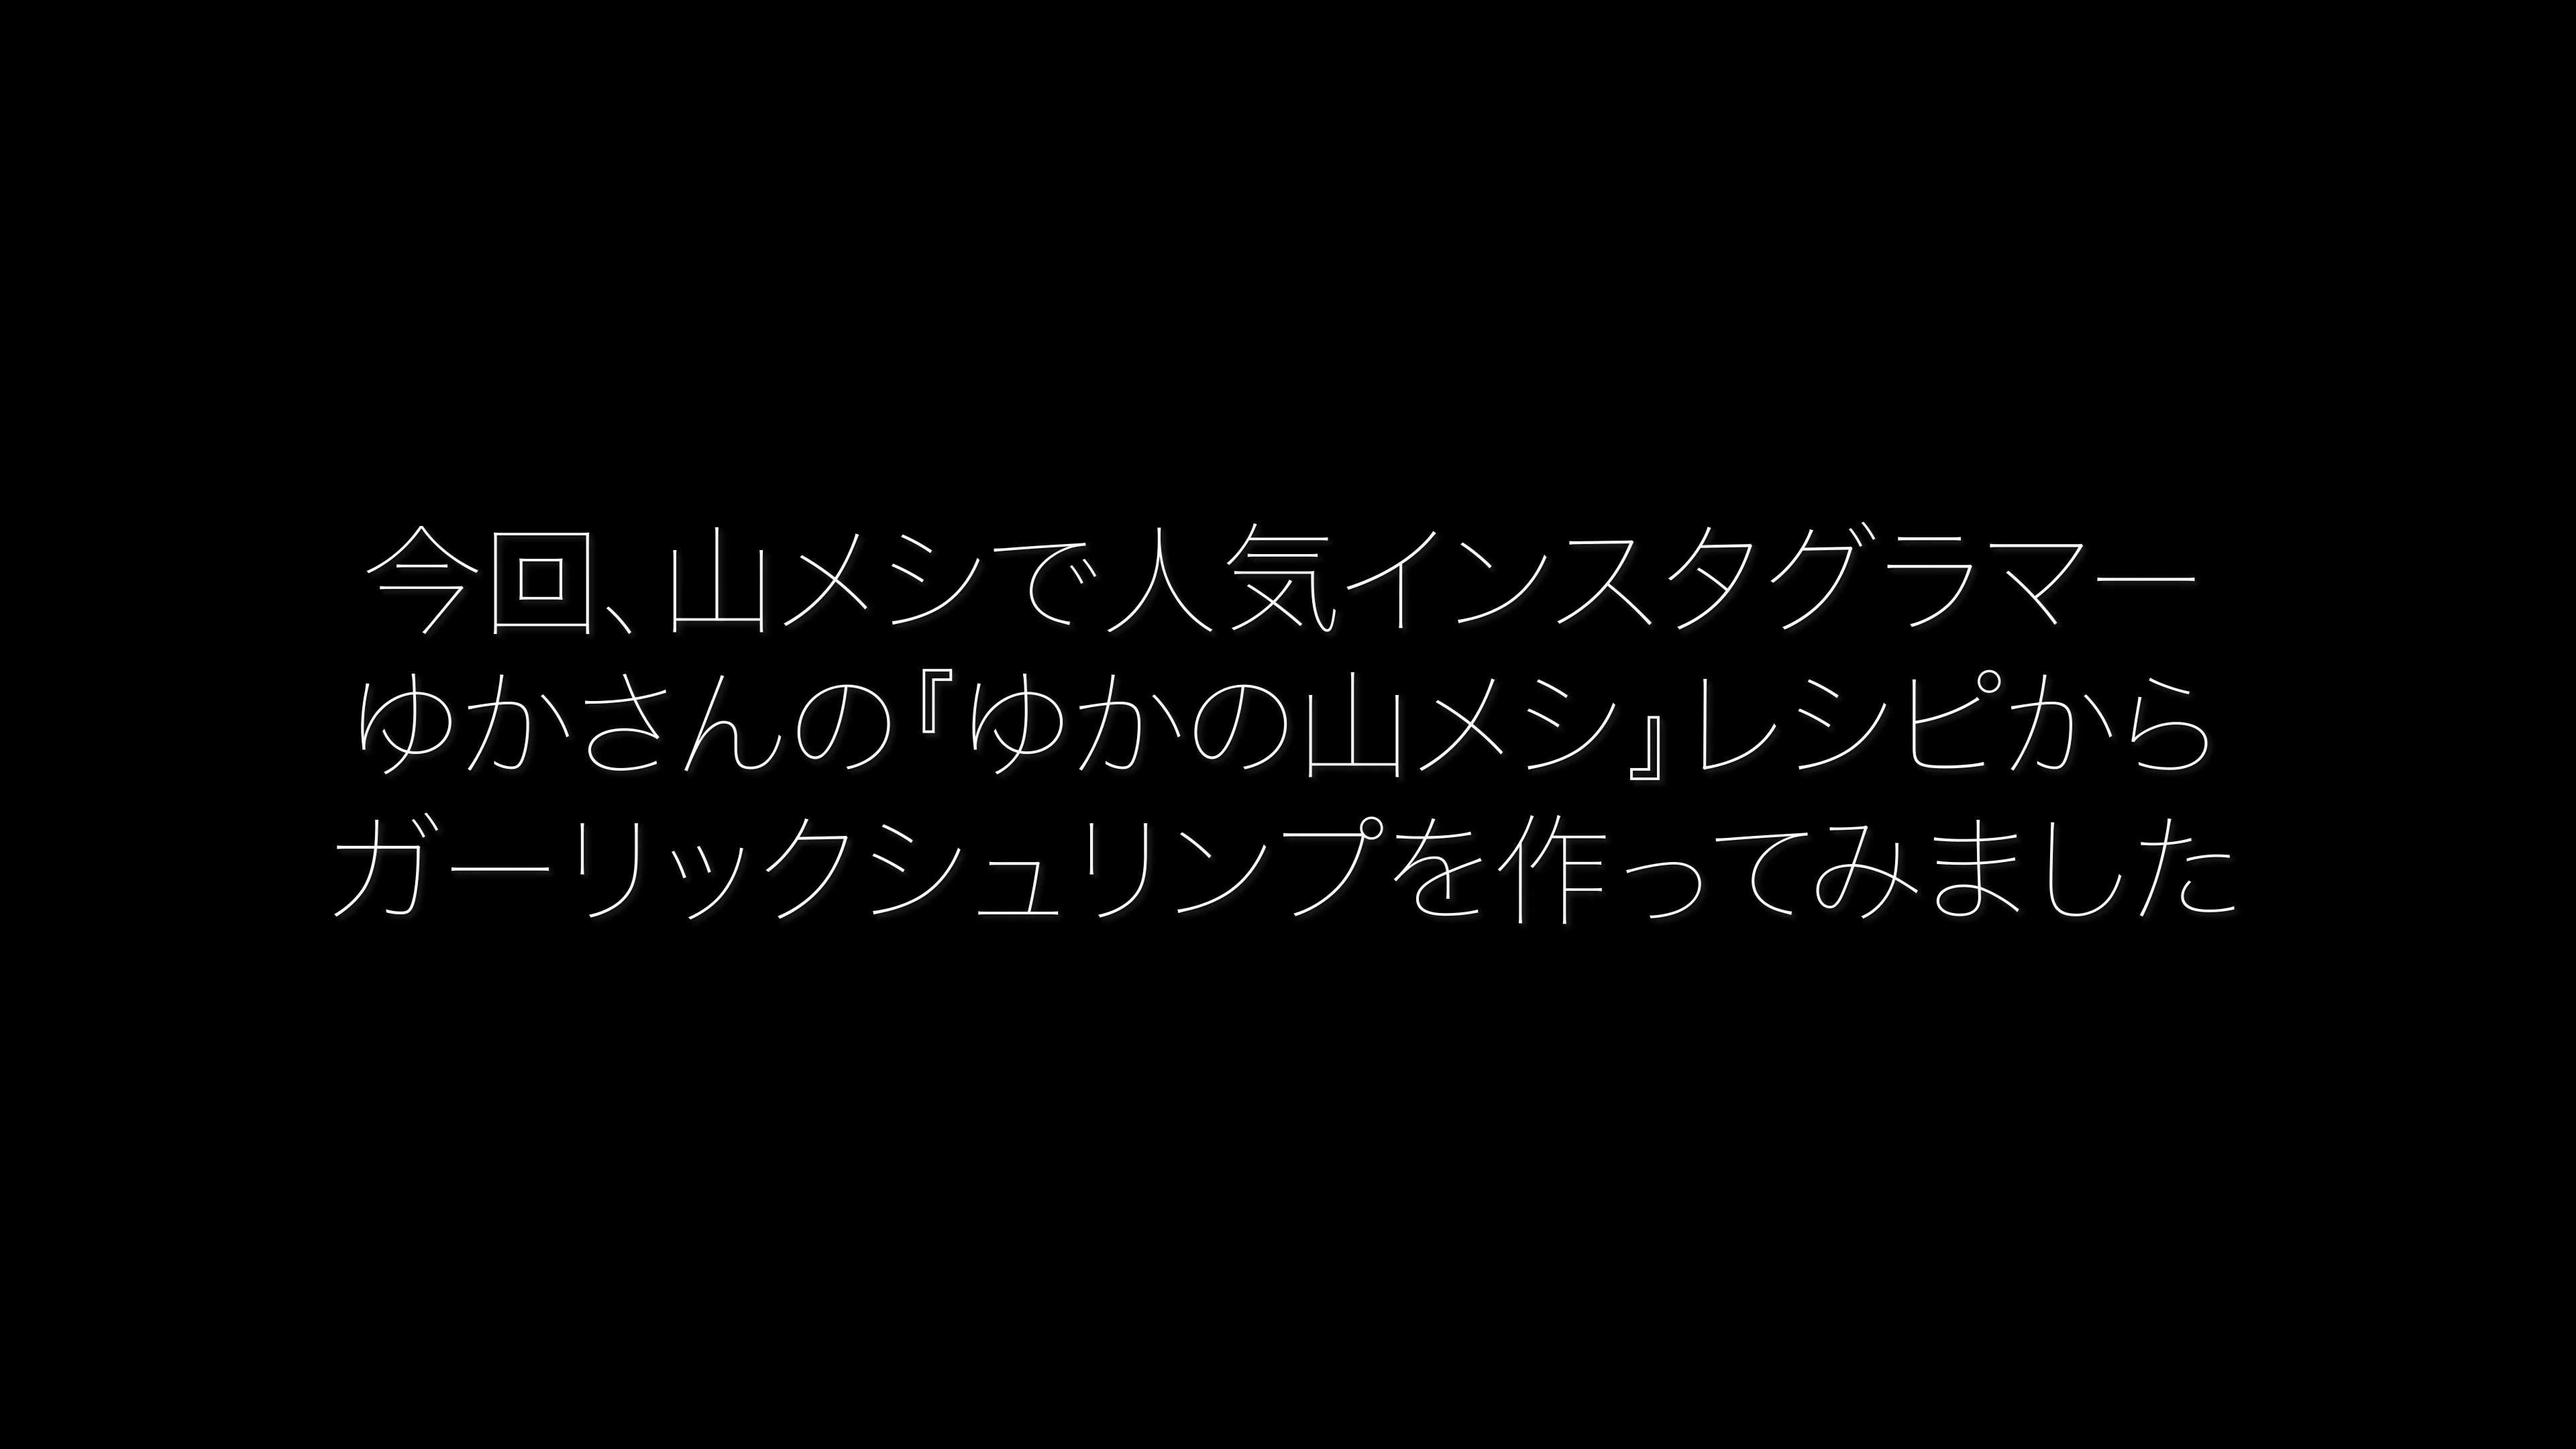 今回、山メシで人気インスタグラマー
ゆかさんの『ゆかの山メシ』レシピから
ガーリックシュリンプを作ってみました